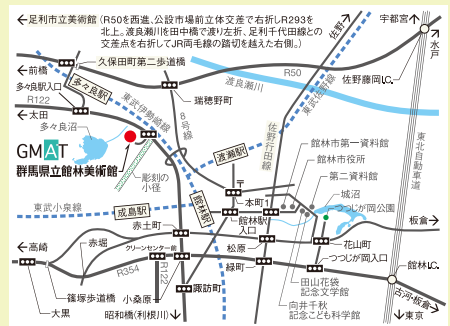 ←足利市立美術館(R50を西進、公設市場前立体交差で右折しR293を
北上。渡良瀬川を田中橋で渡り左折、足利千代田線との
交差点を右折してJR両毛線の踏切を越えた右側。)
宇都宮
水戸
佐野
久保田町第二歩道橋
渡良瀬川
R50
佐野藤岡I.C.
←前橋
多々良駅
多々良駅入口
R122
瑞穂野町
東武佐野線
←太田
東武伊勢崎線
8号線
多々良沼
GMAT
群馬県立館林美術館
彫刻の
小径
渡瀬駅
佐野行田線
東北自動車道
館林市第一資料館
館林市役所
第二資料館
城沼
つつじが岡公園
〒
本町1
東武小泉線
成島駅
館林駅
館林駅
入口
板倉
赤土町
←高崎
赤堀
クリーンセンター前
松原
花山町
つつじが岡入口
R354
R122
緑町
館林I.C.
田山花袋
記念文学館
篠塚歩道橋
小桑原
諏訪町
向井千秋
記念こども科学館
古河・板倉
大黒
昭和橋(利根川)↓
↓東京